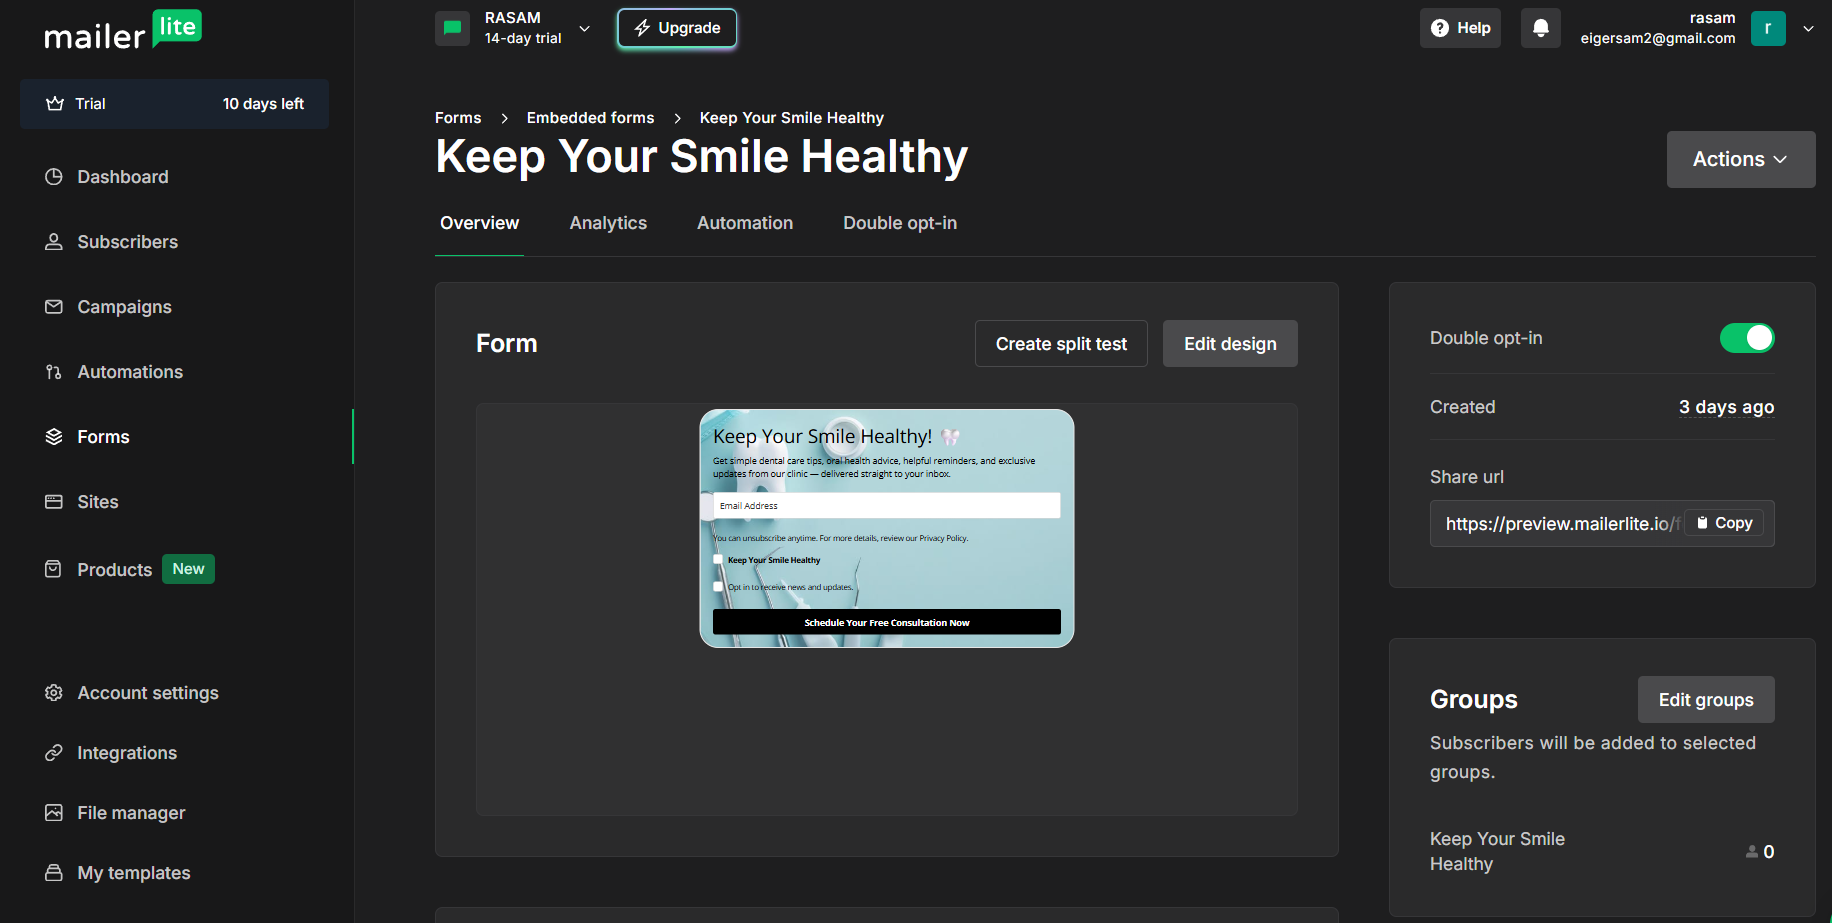 mailer lite
RASAM
14-day trial
Upgrade
Help
rasam
eigersam2@gmail.com
r
Trial
10 days left
Dashboard
Subscribers
Campaigns
Automations
Forms
Sites
Products New
Account settings
Integrations
File manager
My templates
Forms > Embedded forms > Keep Your Smile Healthy
Keep Your Smile Healthy
Actions
Overview
Analytics
Automation
Double opt-in
Form
Create split test
Edit design
Keep Your Smile Healthy! 🦷
Get simple dental care tips, oral health advice, helpful reminders, and exclusive
updates from our clinic — delivered straight to your inbox.
Email Address
You can unsubscribe anytime. For more details, review our Privacy Policy.
Keep Your Smile Healthy
Opt in to receive news and updates.
Schedule Your Free Consultation Now
Double opt-in
Created
3 days ago
Share url
https://preview.mailerlite.io/f
Copy
Groups
Edit groups
Subscribers will be added to selected
groups.
Keep Your Smile
Healthy
0